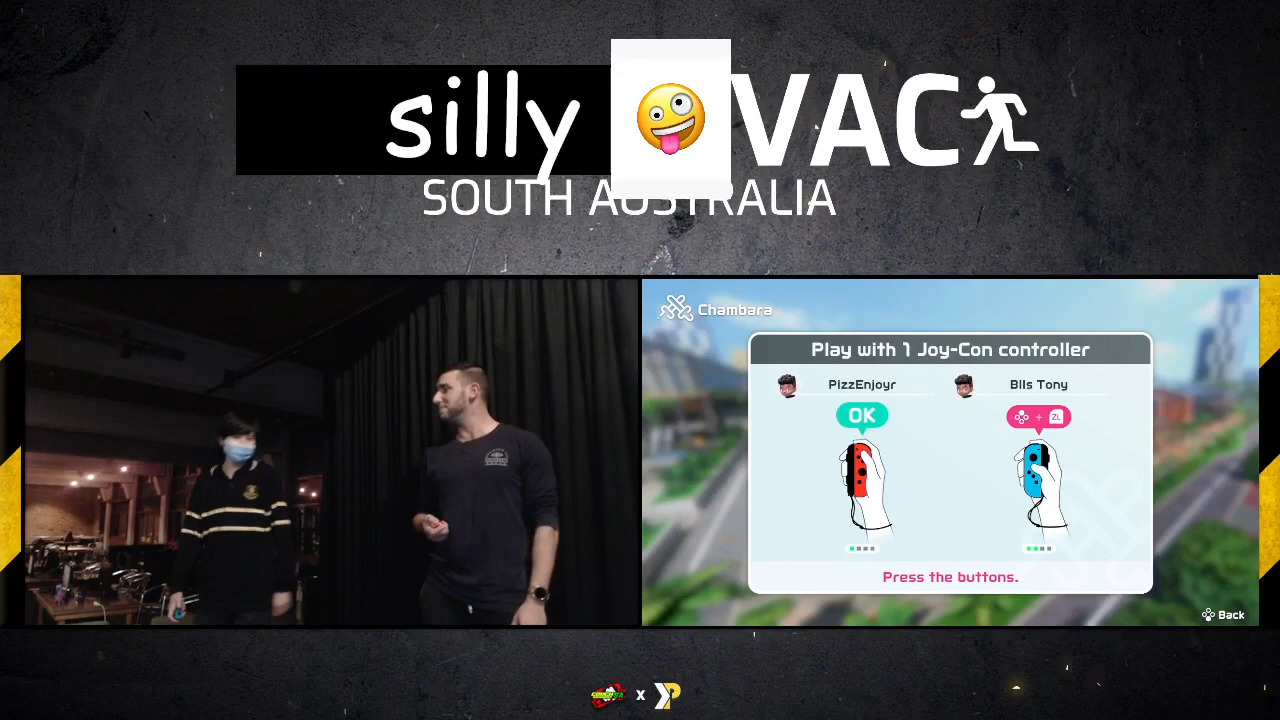 silly VAC
SOUTH AUSTRALIA
Chambara
Play with 1 Joy-Con controller
PizzEnjoyr
Blls Tony
OK
+ ZL
Press the buttons.
Back
X